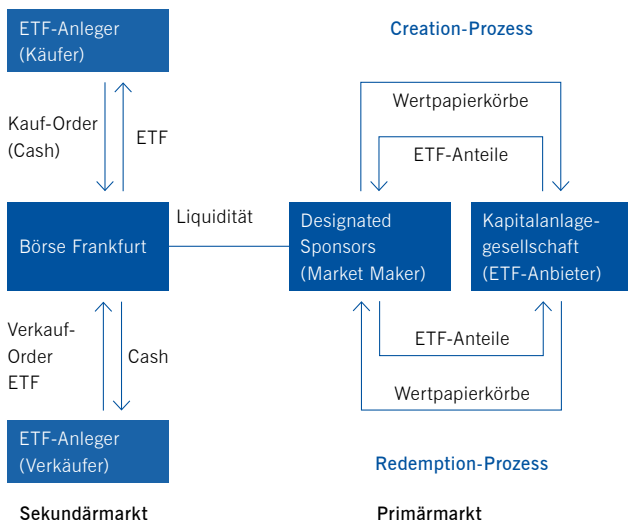 ETF-Anleger
(Käufer)
Creation-Prozess
Wertpapierkörbe
Kauf-Order
(Cash)
ETF
ETF-Anteile
Börse Frankfurt
Liquidität
Designated
Sponsors
(Market Maker)
Kapitalanlage-
gesellschaft
(ETF-Anbieter)
Verkauf-
Order
ETF
Cash
ETF-Anteile
Wertpapierkörbe
ETF-Anleger
(Verkäufer)
Redemption-Prozess
Sekundärmarkt
Primärmarkt